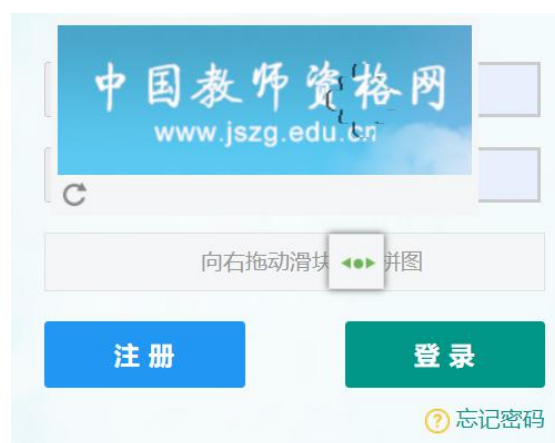 中国教师资格网
www.jszg.edu.cn
向右拖动滑块 拼图
注册
登录
? 忘记密码